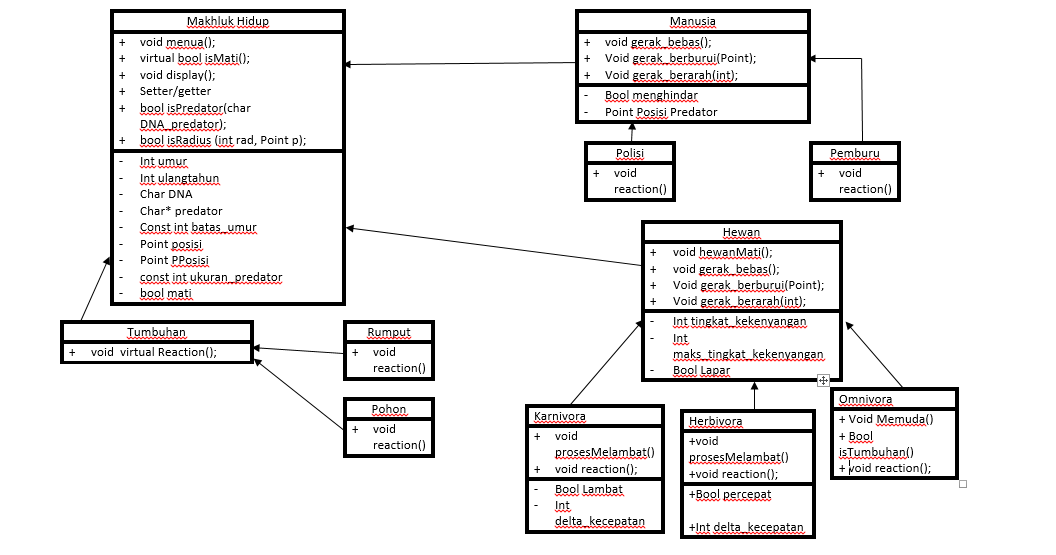 Makhluk Hidup
+ void menua();
+ virtual bool isMati();
+ void display();
+ Setter/getter
+ bool isPredator(char
DNA_predator);
+ bool isRadius (int rad, Point p);
- Int umur
- Int ulangtahun
- Char DNA
- Char* predator
- Const int batas_umur
- Point posisi
- Point PPosisi
- const int ukuran_predator
- bool mati
Manusia
+ void gerak_bebas();
+ Void gerak_berburui(Point);
+ Void gerak_berarah(int);
- Bool menghindar
- Point Posisi Predator
Polisi
+ void
reaction()
Pemburu
+ void
reaction()
Hewan
+ void hewanMati();
+ void gerak_bebas();
+ Void gerak_berburui(Point);
+ Void gerak_berarah(int);
- Int tingkat_kekenyangan
- Int
maks_tingkat_kekenyangan
- Bool Lapar
Tumbuhan
+ void virtual Reaction();
Rumput
+ void
reaction()
Pohon
+ void
reaction()
Karnivora
+ void
prosesMelambat()
+ void reaction();
- Bool Lambat
- Int
delta_kecepatan
Herbivora
+void
prosesMelambat()
+void reaction();
+Bool percepat
+Int delta_kecepatan
Omnivora
+ Void Memuda()
+ Bool
isTumbuhan()
+ void reaction();